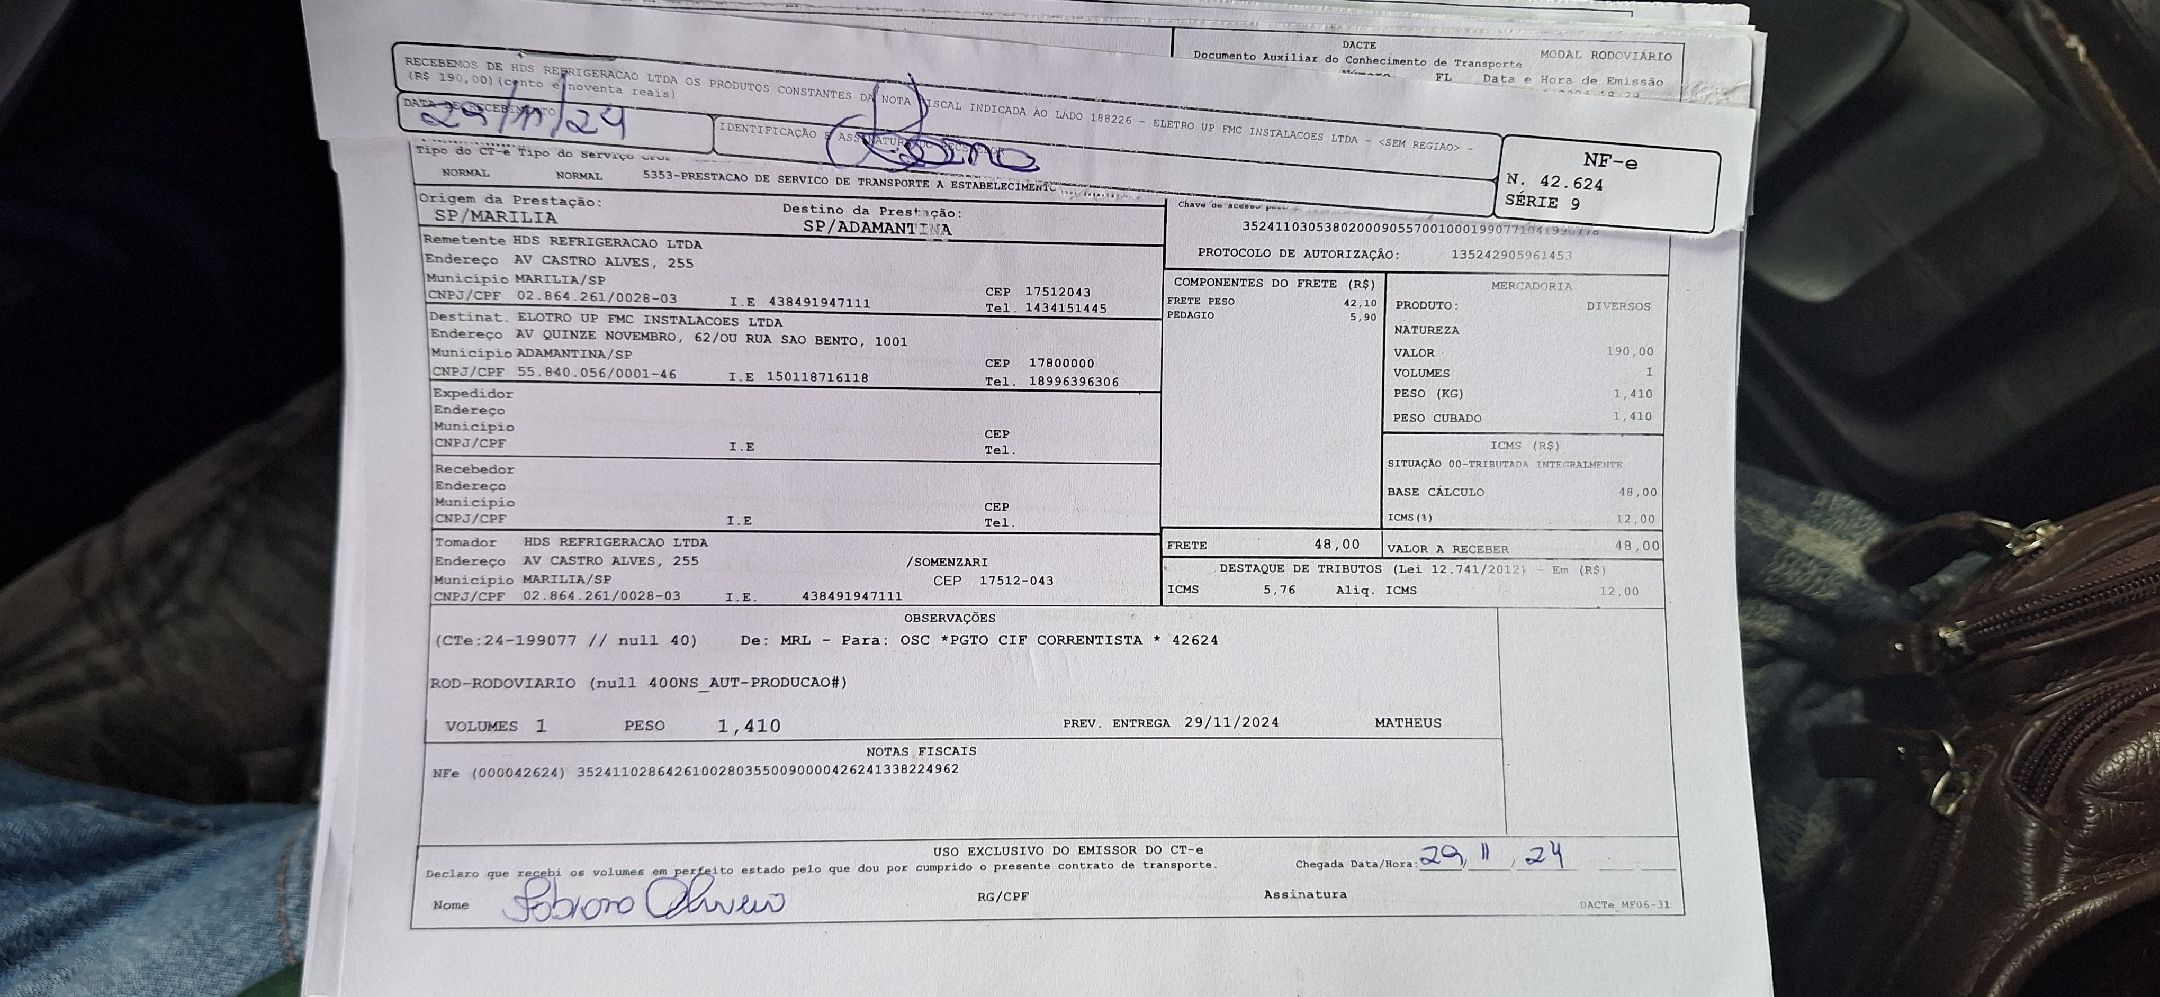 DACTE
Documento Auxiliar do Conhecimento de Transporte
MODAL RODOVIÁRIO
FL Data e Hora de Emissão
RECEBEMOS DE HDS REFRIGERACAO LTDA OS PRODUTOS CONSTANTES DA NOTA FISCAL INDICADA AO LADO 188226 - ELETRO UP FMC INSTALACOES LTDA - <SEM REGIAO> -
(R$ 190,00) (cento e noventa reais)
DATA DE RECEBIMENTO
29/11/24
IDENTIFICAÇÃO E ASSINATURA DO RECEBEDOR
NF-e
N. 42.624
SÉRIE 9
Tipo do CT-e Tipo do Serviço CFOP
NORMAL NORMAL 5353-PRESTACAO DE SERVICO DE TRANSPORTE A ESTABELECIMENTO
Origem da Prestação:
SP/MARILIA
Destino da Prestação:
SP/ADAMANTINA
Chave de acesso
PROTOCOLO DE AUTORIZAÇÃO: 135242905961453
Remetente HDS REFRIGERACAO LTDA
Endereço AV CASTRO ALVES, 255
Município MARILIA/SP CEP 17512043
CNPJ/CPF 02.864.261/0028-03 I.E 438491947111 Tel. 1434151445
Destinat. ELOTRO UP FMC INSTALACOES LTDA
Endereço AV QUINZE NOVEMBRO, 62/OU RUA SAO BENTO, 1001
Município ADAMANTINA/SP CEP 17800000
CNPJ/CPF 55.840.056/0001-46 I.E 150118716118 Tel. 18996396306
Expedidor
Endereço
Município CEP
CNPJ/CPF I.E Tel.
Recebedor
Endereço
Município CEP
CNPJ/CPF I.E Tel.
Tomador HDS REFRIGERACAO LTDA
Endereço AV CASTRO ALVES, 255 /SOMENZARI
Município MARILIA/SP CEP 17512-043
CNPJ/CPF 02.864.261/0028-03 I.E. 438491947111
COMPONENTES DO FRETE (R$)
FRETE PESO 42,10
PEDAGIO 5,90
MERCADORIA
PRODUTO: DIVERSOS
NATUREZA
VALOR 190,00
VOLUMES 1
PESO (KG) 1,410
PESO CUBADO 1,410
ICMS (R$)
SITUAÇÃO 00-TRIBUTADA INTEGRALMENTE
BASE CÁLCULO 48,00
ICMS(%) 12,00
FRETE 48,00
VALOR A RECEBER 48,00
DESTAQUE DE TRIBUTOS (Lei 12.741/2012) - Em (R$)
ICMS 5,76 Aliq. ICMS 12,00
OBSERVAÇÕES
(CTe:24-199077 // null 40) De: MRL - Para: OSC *PGTO CIF CORRENTISTA * 42624
ROD-RODOVIARIO (null 400NS_AUT-PRODUCAO#)
VOLUMES 1 PESO 1,410 PREV. ENTREGA 29/11/2024 MATHEUS
NOTAS FISCAIS
NFe (000042624) 35241102864261002803550090000426241338224962
USO EXCLUSIVO DO EMISSOR DO CT-e
Declaro que recebi os volumes em perfeito estado pelo que dou por cumprido o presente contrato de transporte.
Chegada Data/Hora: 29, 11, 24
Nome RG/CPF Assinatura
DACTe_MF06-31